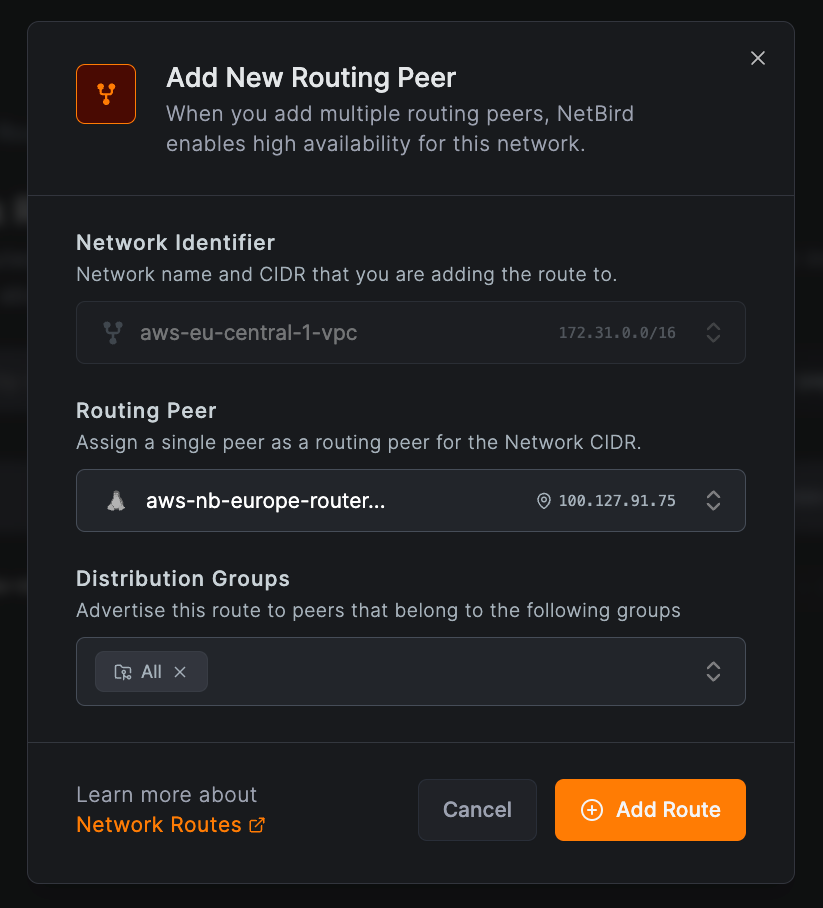 Add New Routing Peer
When you add multiple routing peers, NetBird
enables high availability for this network.
Network Identifier
Network name and CIDR that you are adding the route to.
aws-eu-central-1-vpc 172.31.0.0/16
Routing Peer
Assign a single peer as a routing peer for the Network CIDR.
aws-nb-europe-router... 100.127.91.75
Distribution Groups
Advertise this route to peers that belong to the following groups
All
Learn more about
Network Routes
Cancel
Add Route